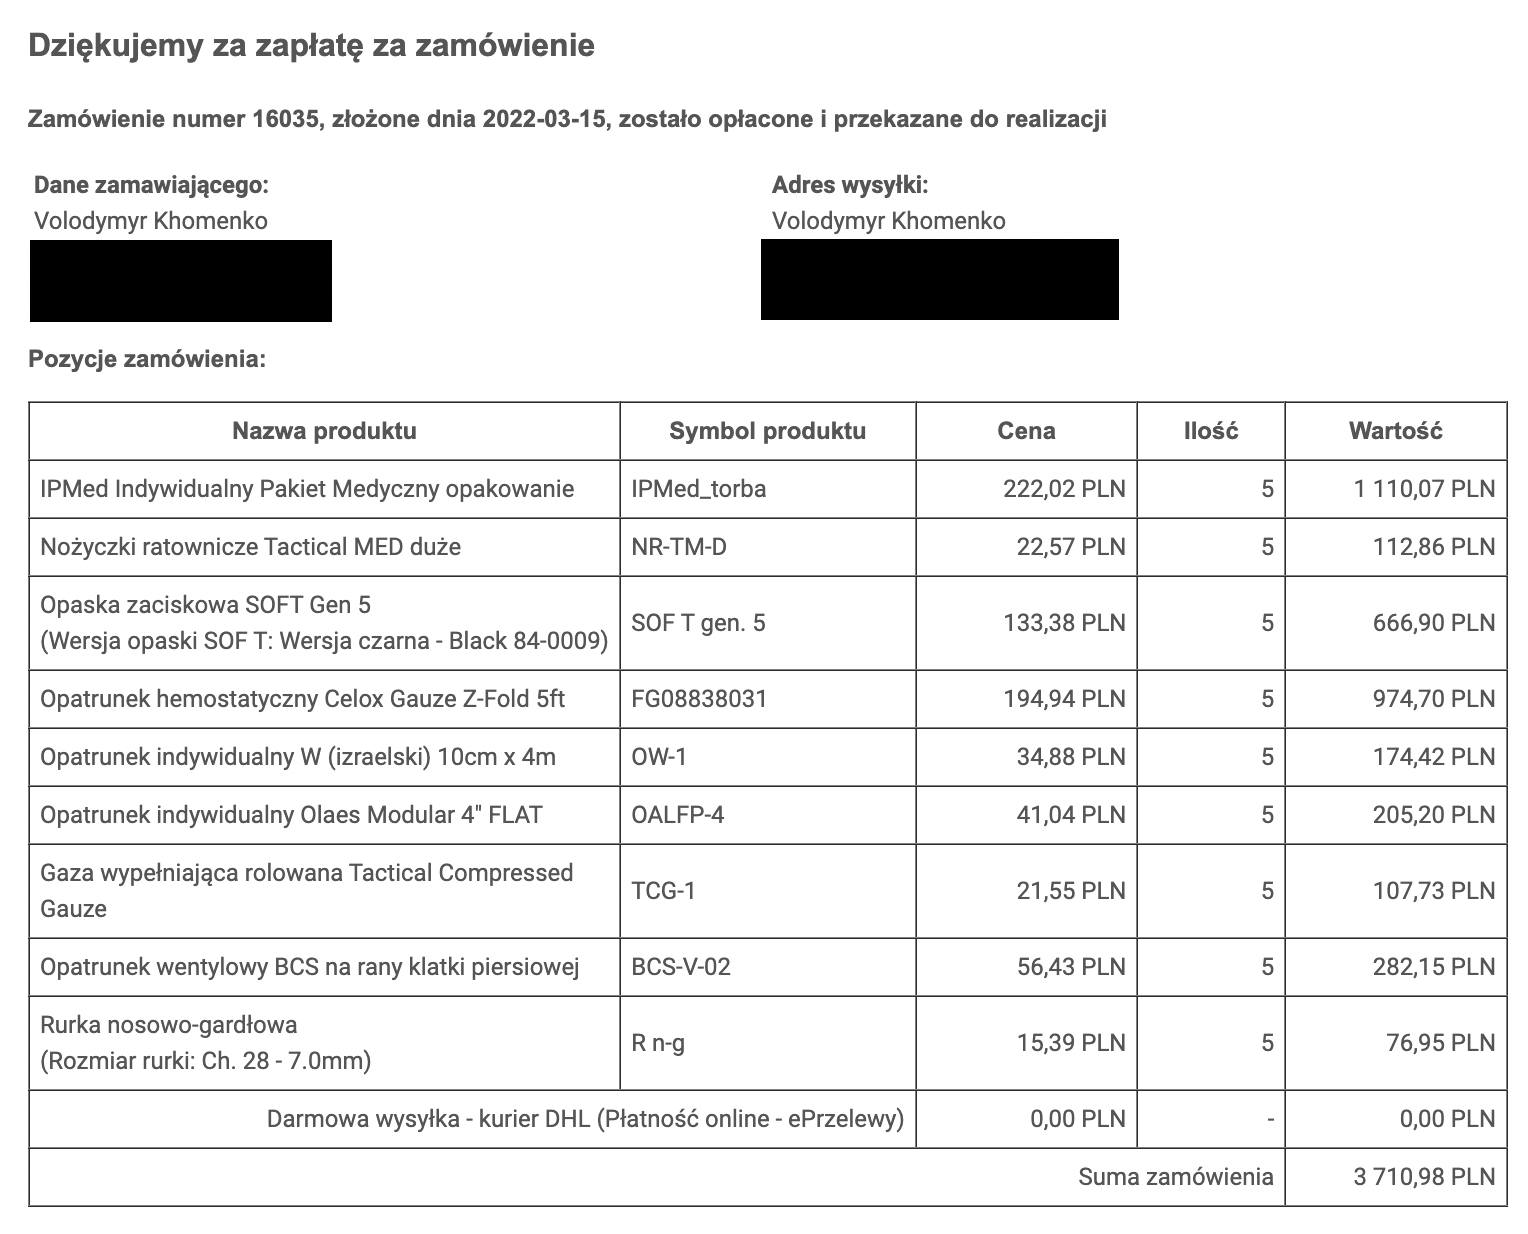 Dziękujemy za zapłatę za zamówienie
Zamówienie numer 16035, złożone dnia 2022-03-15, zostało opłacone i przekazane do realizacji
Dane zamawiającego: Adres wysyłki:
Volodymyr Khomenko Volodymyr Khomenko
Pozycje zamówienia:
Nazwa produktu Symbol produktu Cena Ilość Wartość
IPMed Indywidualny Pakiet Medyczny opakowanie IPMed_torba 222,02 PLN 5 1 110,07 PLN
Nożyczki ratownicze Tactical MED duże NR-TM-D 22,57 PLN 5 112,86 PLN
Opaska zaciskowa SOFT Gen 5
(Wersja opaski SOF T: Wersja czarna - Black 84-0009) SOF T gen. 5 133,38 PLN 5 666,90 PLN
Opatrunek hemostatyczny Celox Gauze Z-Fold 5ft FG08838031 194,94 PLN 5 974,70 PLN
Opatrunek indywidualny W (izraelski) 10cm x 4m OW-1 34,88 PLN 5 174,42 PLN
Opatrunek indywidualny Olaes Modular 4" FLAT OALFP-4 41,04 PLN 5 205,20 PLN
Gaza wypełniająca rolowana Tactical Compressed
Gauze TCG-1 21,55 PLN 5 107,73 PLN
Opatrunek wentylowy BCS na rany klatki piersiowej BCS-V-02 56,43 PLN 5 282,15 PLN
Rurka nosowo-gardłowa
(Rozmiar rurki: Ch. 28 - 7.0mm) R n-g 15,39 PLN 5 76,95 PLN
Darmowa wysyłka - kurier DHL (Płatność online - ePrzelewy) 0,00 PLN - 0,00 PLN
Suma zamówienia 3 710,98 PLN